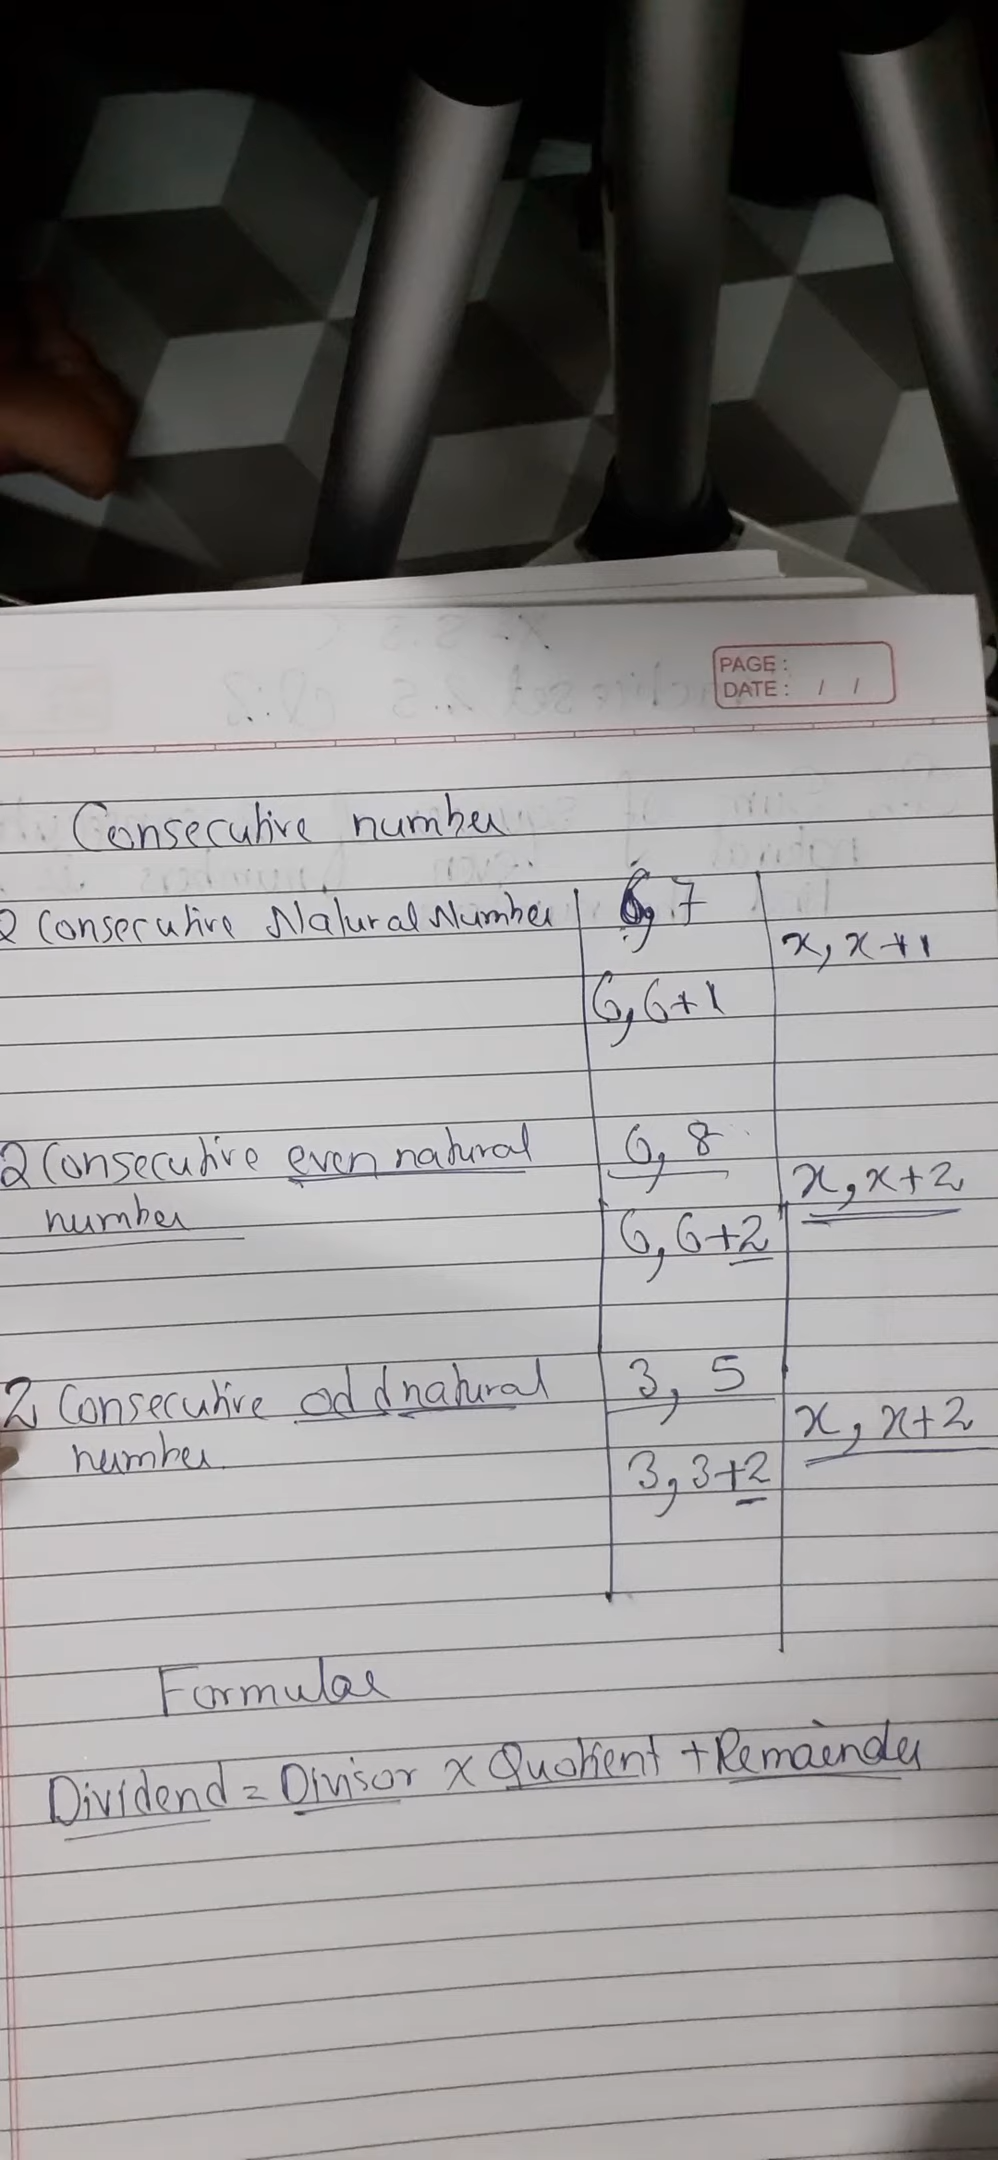 PAGE :
DATE : / /
Consecutive number
2 Consecutive Natural Number 6, 7
x, x+1
6, 6+1
2 Consecutive even natural 6, 8
number x, x+2
6, 6+2
2 Consecutive odd natural 3, 5
number. x, x+2
3, 3+2
Formulae
Dividend = Divisor x Quotient + Remainder